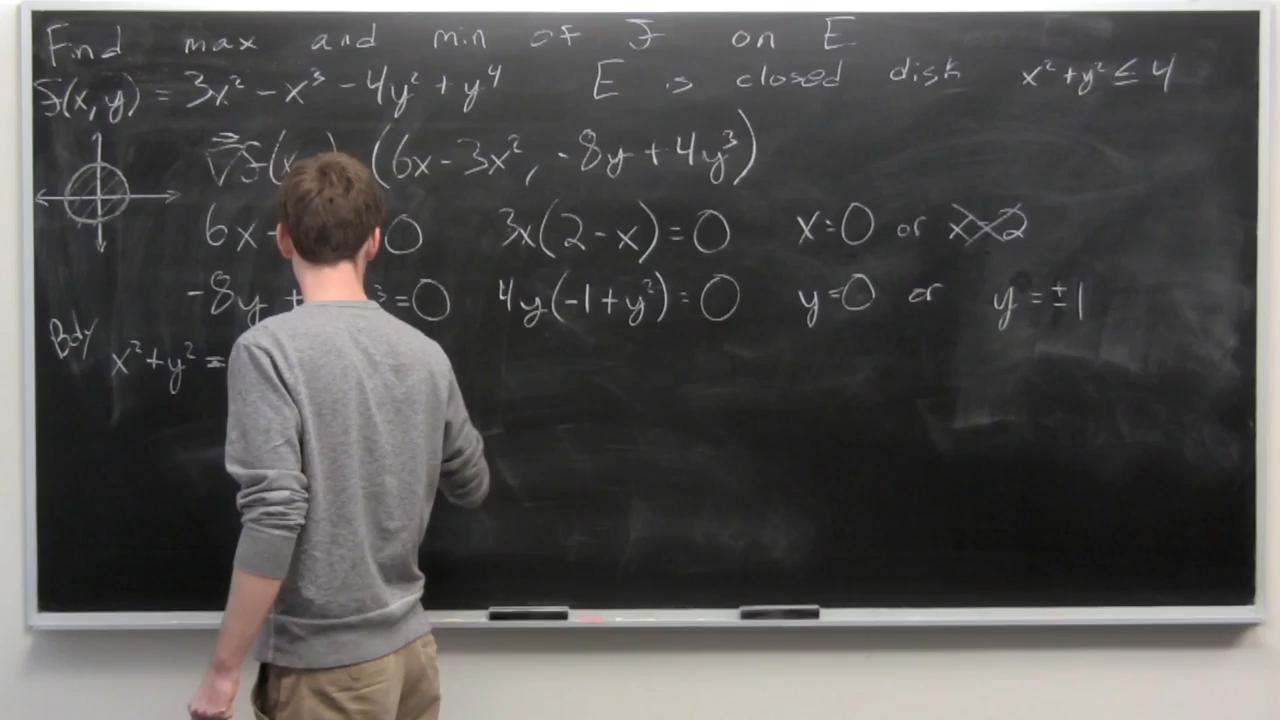 Find max and min of f on E
f(x, y) = 3x² - x³ - 4y² + y⁴ E is closed disk x² + y² ≤ 4
∇⃗f(x (6x - 3x², -8y + 4y³)
6x - 0 3x(2 - x) = 0 x = 0 or x=2
-8y + ³ = 0 4y(-1 + y²) = 0 y = 0 or y = ±1
Bdy x² + y² =